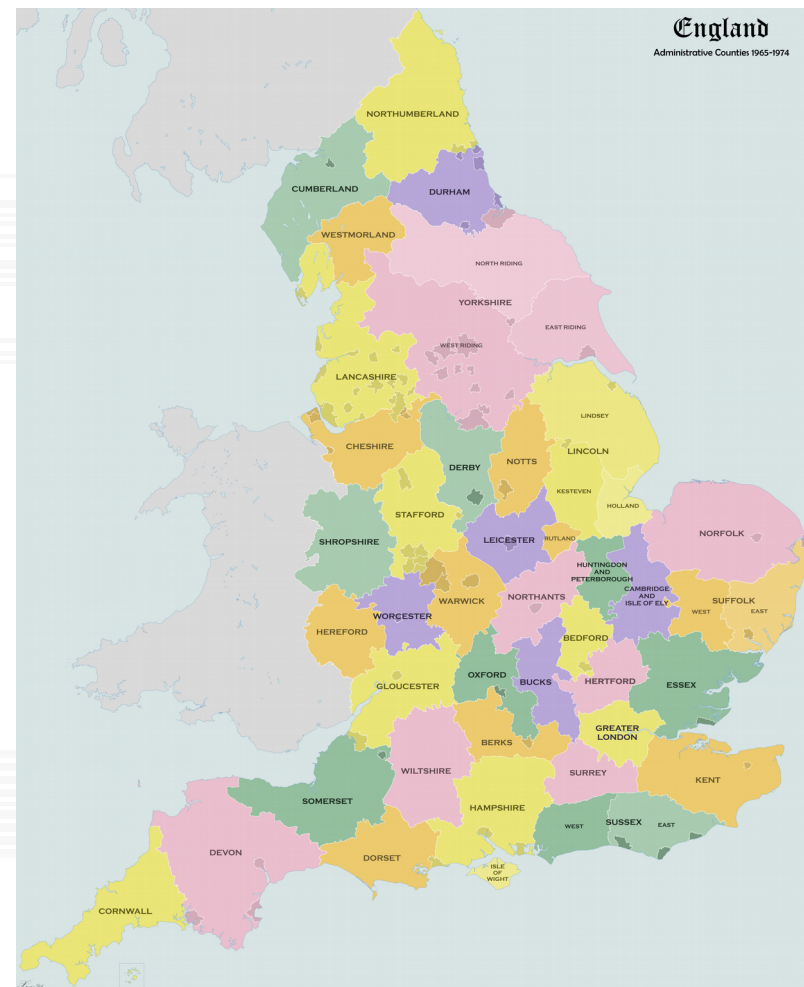 England
Administrative Counties 1965-1974
NORTHUMBERLAND
CUMBERLAND
DURHAM
WESTMORLAND
NORTH RIDING
YORKSHIRE
EAST RIDING
WEST RIDING
LANCASHIRE
LINDSEY
CHESHIRE
LINCOLN
DERBY
NOTTS
KESTEVEN
HOLLAND
STAFFORD
NORFOLK
SHROPSHIRE
LEICESTER
RUTLAND
HUNTINGDON
AND
PETERBOROUGH
CAMBRIDGE
AND
ISLE OF ELY
NORTHANTS
WARWICK
SUFFOLK
WEST
EAST
WORCESTER
HEREFORD
BEDFORD
OXFORD
BUCKS
HERTFORD
ESSEX
GLOUCESTER
GREATER
LONDON
BERKS
WILTSHIRE
SURREY
KENT
SOMERSET
HAMPSHIRE
WEST
SUSSEX
EAST
DEVON
DORSET
ISLE
OF
WIGHT
CORNWALL